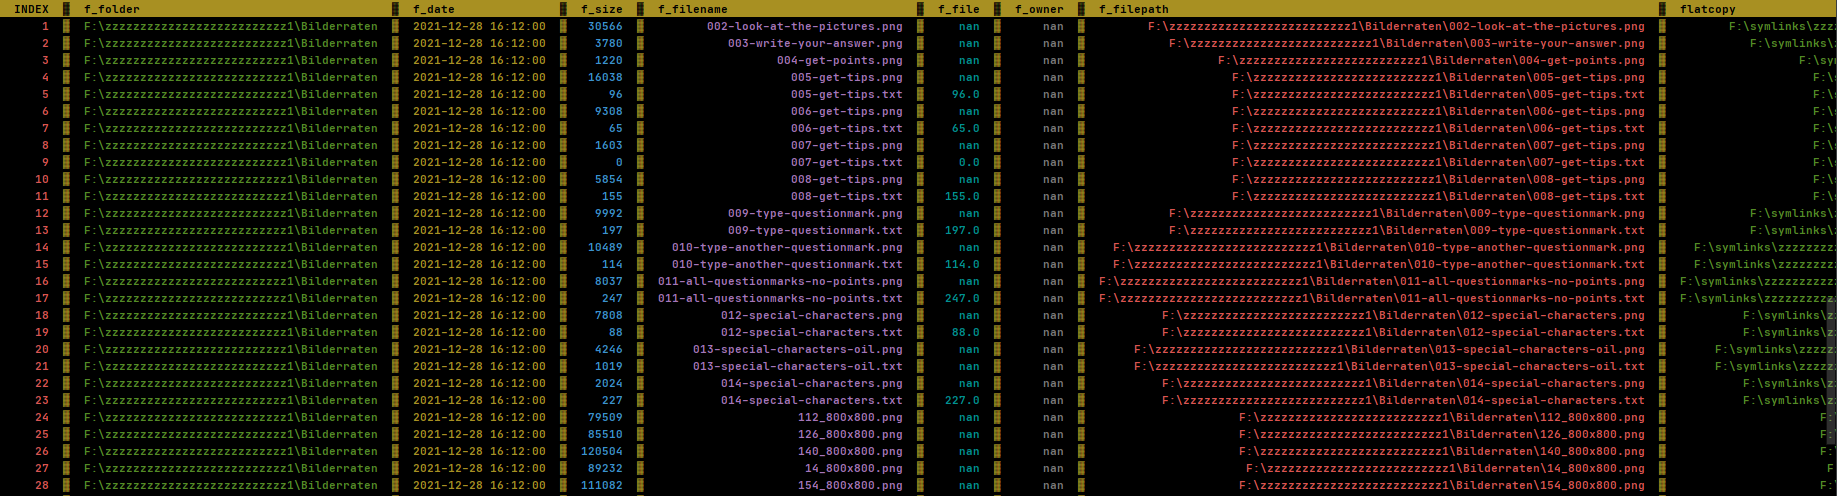 INDEX f_folder f_date f_size f_filename f_file f_owner f_filepath flatcopy
1 F:\zzzzzzzzzzzzzzzzzzzzzzzzzz1\Bilderraten 2021-12-28 16:12:00 30566 002-look-at-the-pictures.png nan nan F:\zzzzzzzzzzzzzzzzzzzzzzzzzz1\Bilderraten\002-look-at-the-pictures.png F:\symlinks\zzz
2 F:\zzzzzzzzzzzzzzzzzzzzzzzzzz1\Bilderraten 2021-12-28 16:12:00 3780 003-write-your-answer.png nan nan F:\zzzzzzzzzzzzzzzzzzzzzzzzzz1\Bilderraten\003-write-your-answer.png F:\symlinks\
3 F:\zzzzzzzzzzzzzzzzzzzzzzzzzz1\Bilderraten 2021-12-28 16:12:00 1220 004-get-points.png nan nan F:\zzzzzzzzzzzzzzzzzzzzzzzzzz1\Bilderraten\004-get-points.png F:\sy
4 F:\zzzzzzzzzzzzzzzzzzzzzzzzzz1\Bilderraten 2021-12-28 16:12:00 16038 005-get-tips.png nan nan F:\zzzzzzzzzzzzzzzzzzzzzzzzzz1\Bilderraten\005-get-tips.png F:\
5 F:\zzzzzzzzzzzzzzzzzzzzzzzzzz1\Bilderraten 2021-12-28 16:12:00 96 005-get-tips.txt 96.0 nan F:\zzzzzzzzzzzzzzzzzzzzzzzzzz1\Bilderraten\005-get-tips.txt F:\
6 F:\zzzzzzzzzzzzzzzzzzzzzzzzzz1\Bilderraten 2021-12-28 16:12:00 9308 006-get-tips.png nan nan F:\zzzzzzzzzzzzzzzzzzzzzzzzzz1\Bilderraten\006-get-tips.png F:\
7 F:\zzzzzzzzzzzzzzzzzzzzzzzzzz1\Bilderraten 2021-12-28 16:12:00 65 006-get-tips.txt 65.0 nan F:\zzzzzzzzzzzzzzzzzzzzzzzzzz1\Bilderraten\006-get-tips.txt F:\
8 F:\zzzzzzzzzzzzzzzzzzzzzzzzzz1\Bilderraten 2021-12-28 16:12:00 1603 007-get-tips.png nan nan F:\zzzzzzzzzzzzzzzzzzzzzzzzzz1\Bilderraten\007-get-tips.png F:\
9 F:\zzzzzzzzzzzzzzzzzzzzzzzzzz1\Bilderraten 2021-12-28 16:12:00 0 007-get-tips.txt 0.0 nan F:\zzzzzzzzzzzzzzzzzzzzzzzzzz1\Bilderraten\007-get-tips.txt F:\
10 F:\zzzzzzzzzzzzzzzzzzzzzzzzzz1\Bilderraten 2021-12-28 16:12:00 5854 008-get-tips.png nan nan F:\zzzzzzzzzzzzzzzzzzzzzzzzzz1\Bilderraten\008-get-tips.png F:\
11 F:\zzzzzzzzzzzzzzzzzzzzzzzzzz1\Bilderraten 2021-12-28 16:12:00 155 008-get-tips.txt 155.0 nan F:\zzzzzzzzzzzzzzzzzzzzzzzzzz1\Bilderraten\008-get-tips.txt F:\
12 F:\zzzzzzzzzzzzzzzzzzzzzzzzzz1\Bilderraten 2021-12-28 16:12:00 9992 009-type-questionmark.png nan nan F:\zzzzzzzzzzzzzzzzzzzzzzzzzz1\Bilderraten\009-type-questionmark.png F:\symlinks\
13 F:\zzzzzzzzzzzzzzzzzzzzzzzzzz1\Bilderraten 2021-12-28 16:12:00 197 009-type-questionmark.txt 197.0 nan F:\zzzzzzzzzzzzzzzzzzzzzzzzzz1\Bilderraten\009-type-questionmark.txt F:\symlinks\
14 F:\zzzzzzzzzzzzzzzzzzzzzzzzzz1\Bilderraten 2021-12-28 16:12:00 10489 010-type-another-questionmark.png nan nan F:\zzzzzzzzzzzzzzzzzzzzzzzzzz1\Bilderraten\010-type-another-questionmark.png F:\symlinks\zzzzzzzz
15 F:\zzzzzzzzzzzzzzzzzzzzzzzzzz1\Bilderraten 2021-12-28 16:12:00 114 010-type-another-questionmark.txt 114.0 nan F:\zzzzzzzzzzzzzzzzzzzzzzzzzz1\Bilderraten\010-type-another-questionmark.txt F:\symlinks\zzzzzzzz
16 F:\zzzzzzzzzzzzzzzzzzzzzzzzzz1\Bilderraten 2021-12-28 16:12:00 8037 011-all-questionmarks-no-points.png nan nan F:\zzzzzzzzzzzzzzzzzzzzzzzzzz1\Bilderraten\011-all-questionmarks-no-points.png F:\symlinks\zzzzzzzzzz
17 F:\zzzzzzzzzzzzzzzzzzzzzzzzzz1\Bilderraten 2021-12-28 16:12:00 247 011-all-questionmarks-no-points.txt 247.0 nan F:\zzzzzzzzzzzzzzzzzzzzzzzzzz1\Bilderraten\011-all-questionmarks-no-points.txt F:\symlinks\zzzzzzzzzz
18 F:\zzzzzzzzzzzzzzzzzzzzzzzzzz1\Bilderraten 2021-12-28 16:12:00 7808 012-special-characters.png nan nan F:\zzzzzzzzzzzzzzzzzzzzzzzzzz1\Bilderraten\012-special-characters.png F:\symlinks\z
19 F:\zzzzzzzzzzzzzzzzzzzzzzzzzz1\Bilderraten 2021-12-28 16:12:00 88 012-special-characters.txt 88.0 nan F:\zzzzzzzzzzzzzzzzzzzzzzzzzz1\Bilderraten\012-special-characters.txt F:\symlinks\z
20 F:\zzzzzzzzzzzzzzzzzzzzzzzzzz1\Bilderraten 2021-12-28 16:12:00 4246 013-special-characters-oil.png nan nan F:\zzzzzzzzzzzzzzzzzzzzzzzzzz1\Bilderraten\013-special-characters-oil.png F:\symlinks\zzzzz
21 F:\zzzzzzzzzzzzzzzzzzzzzzzzzz1\Bilderraten 2021-12-28 16:12:00 1019 013-special-characters-oil.txt nan nan F:\zzzzzzzzzzzzzzzzzzzzzzzzzz1\Bilderraten\013-special-characters-oil.txt F:\symlinks\zzzzz
22 F:\zzzzzzzzzzzzzzzzzzzzzzzzzz1\Bilderraten 2021-12-28 16:12:00 2024 014-special-characters.png nan nan F:\zzzzzzzzzzzzzzzzzzzzzzzzzz1\Bilderraten\014-special-characters.png F:\symlinks\z
23 F:\zzzzzzzzzzzzzzzzzzzzzzzzzz1\Bilderraten 2021-12-28 16:12:00 227 014-special-characters.txt 227.0 nan F:\zzzzzzzzzzzzzzzzzzzzzzzzzz1\Bilderraten\014-special-characters.txt F:\symlinks\z
24 F:\zzzzzzzzzzzzzzzzzzzzzzzzzz1\Bilderraten 2021-12-28 16:12:00 79509 112_800x800.png nan nan F:\zzzzzzzzzzzzzzzzzzzzzzzzzz1\Bilderraten\112_800x800.png F:
25 F:\zzzzzzzzzzzzzzzzzzzzzzzzzz1\Bilderraten 2021-12-28 16:12:00 85510 126_800x800.png nan nan F:\zzzzzzzzzzzzzzzzzzzzzzzzzz1\Bilderraten\126_800x800.png F:
26 F:\zzzzzzzzzzzzzzzzzzzzzzzzzz1\Bilderraten 2021-12-28 16:12:00 120504 140_800x800.png nan nan F:\zzzzzzzzzzzzzzzzzzzzzzzzzz1\Bilderraten\140_800x800.png F:
27 F:\zzzzzzzzzzzzzzzzzzzzzzzzzz1\Bilderraten 2021-12-28 16:12:00 89232 14_800x800.png nan nan F:\zzzzzzzzzzzzzzzzzzzzzzzzzz1\Bilderraten\14_800x800.png F
28 F:\zzzzzzzzzzzzzzzzzzzzzzzzzz1\Bilderraten 2021-12-28 16:12:00 111082 154_800x800.png nan nan F:\zzzzzzzzzzzzzzzzzzzzzzzzzz1\Bilderraten\154_800x800.png F: